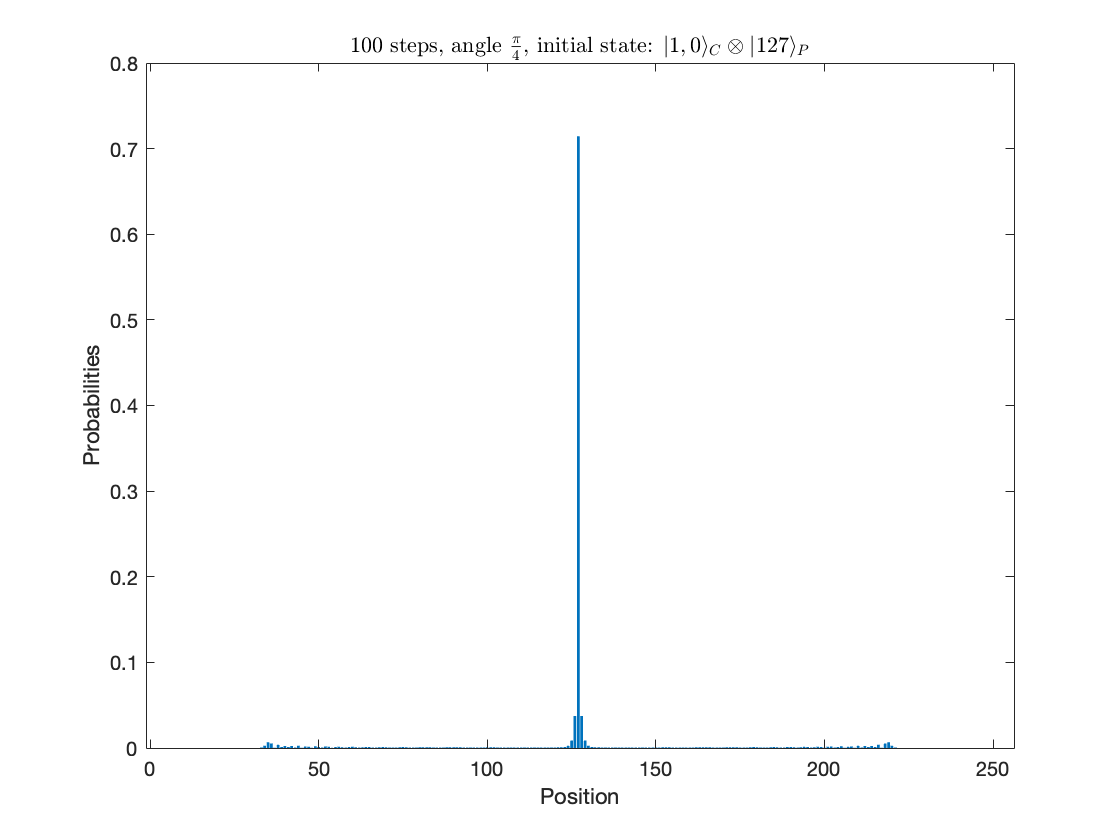 100 steps, angle π/4, initial state: |1,0⟩_C ⊗ |127⟩_P
0.8
0.7
0.6
0.5
0.4
0.3
0.2
0.1
0
Probabilities
0 50 100 150 200 250
Position